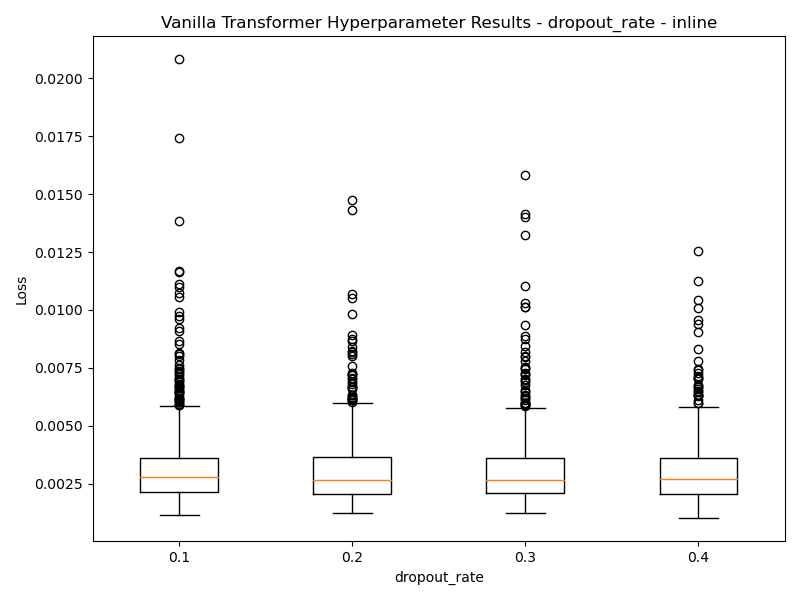 Vanilla Transformer Hyperparameter Results - dropout_rate - inline
0.0200
0.0175
0.0150
0.0125
0.0100
0.0075
0.0050
0.0025
Loss
0.1 0.2 0.3 0.4
dropout_rate